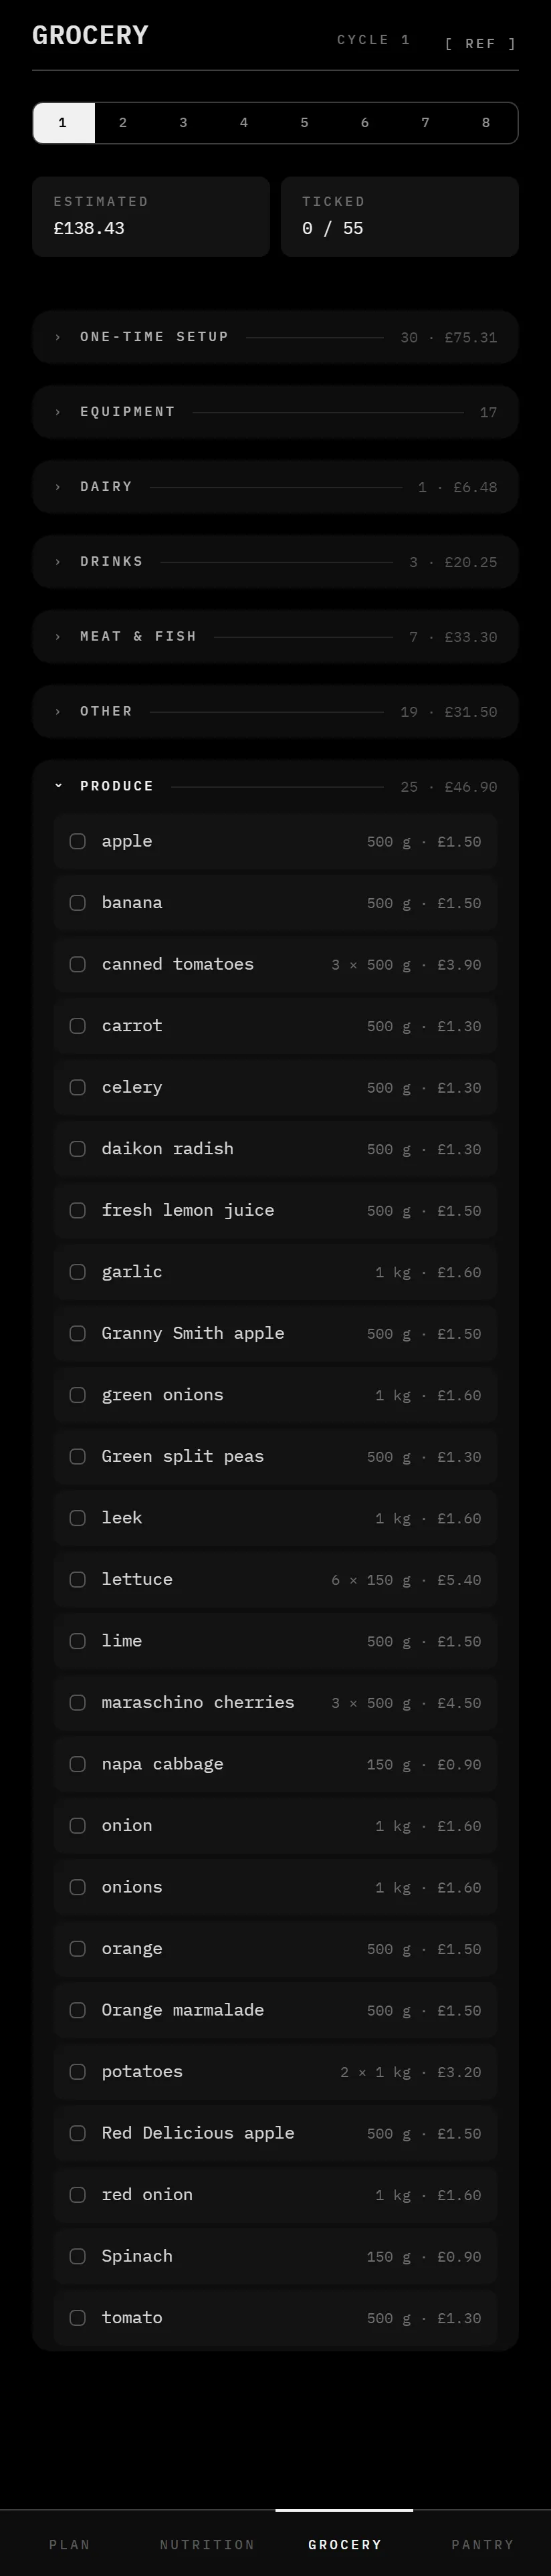 GROCERY CYCLE 1 [ REF ]
1 2 3 4 5 6 7 8
ESTIMATED TICKED
£138.43 0 / 55
› ONE-TIME SETUP 30 · £75.31
› EQUIPMENT 17
› DAIRY 1 · £6.48
› DRINKS 3 · £20.25
› MEAT & FISH 7 · £33.30
› OTHER 19 · £31.50
PRODUCE 25 · £46.90
apple 500 g · £1.50
banana 500 g · £1.50
canned tomatoes 3 × 500 g · £3.90
carrot 500 g · £1.30
celery 500 g · £1.30
daikon radish 500 g · £1.30
fresh lemon juice 500 g · £1.50
garlic 1 kg · £1.60
Granny Smith apple 500 g · £1.50
green onions 1 kg · £1.60
Green split peas 500 g · £1.30
leek 1 kg · £1.60
lettuce 6 × 150 g · £5.40
lime 500 g · £1.50
maraschino cherries 3 × 500 g · £4.50
napa cabbage 150 g · £0.90
onion 1 kg · £1.60
onions 1 kg · £1.60
orange 500 g · £1.50
Orange marmalade 500 g · £1.50
potatoes 2 × 1 kg · £3.20
Red Delicious apple 500 g · £1.50
red onion 1 kg · £1.60
Spinach 150 g · £0.90
tomato 500 g · £1.30
PLAN NUTRITION GROCERY PANTRY